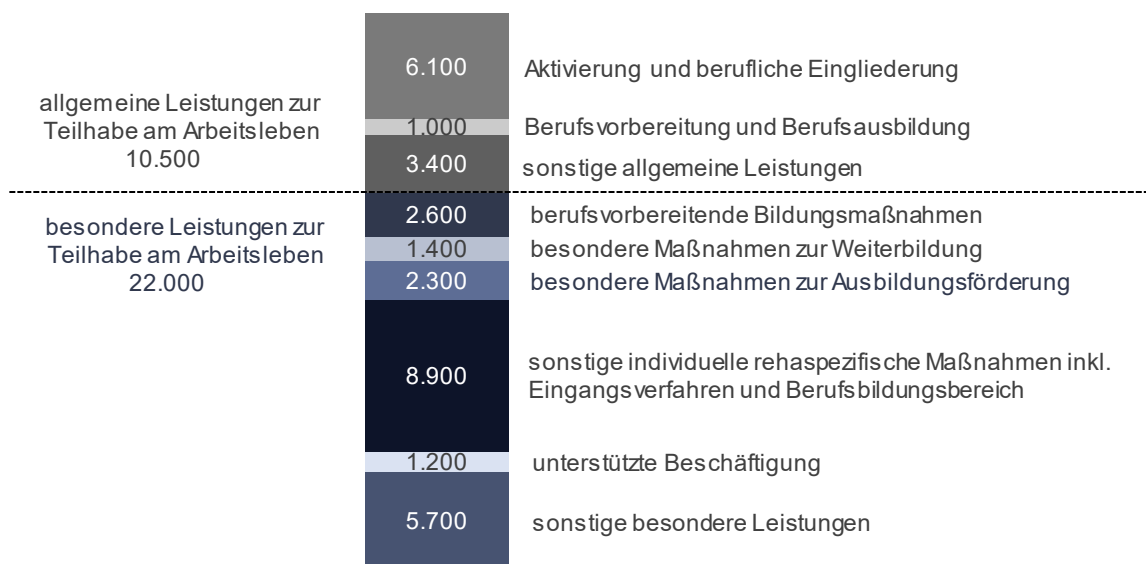 6.100 Aktivierung und berufliche Eingliederung
allgemeine Leistungen zur
Teilhabe am Arbeitsleben
10.500
1.000 Berufsvorbereitung und Berufsausbildung
3.400 sonstige allgemeine Leistungen
besondere Leistungen zur
Teilhabe am Arbeitsleben
22.000
2.600 berufsvorbereitende Bildungsmaßnahmen
1.400 besondere Maßnahmen zur Weiterbildung
2.300 besondere Maßnahmen zur Ausbildungsförderung
8.900 sonstige individuelle rehaspezifische Maßnahmen inkl.
Eingangsverfahren und Berufsbildungsbereich
1.200 unterstützte Beschäftigung
5.700 sonstige besondere Leistungen